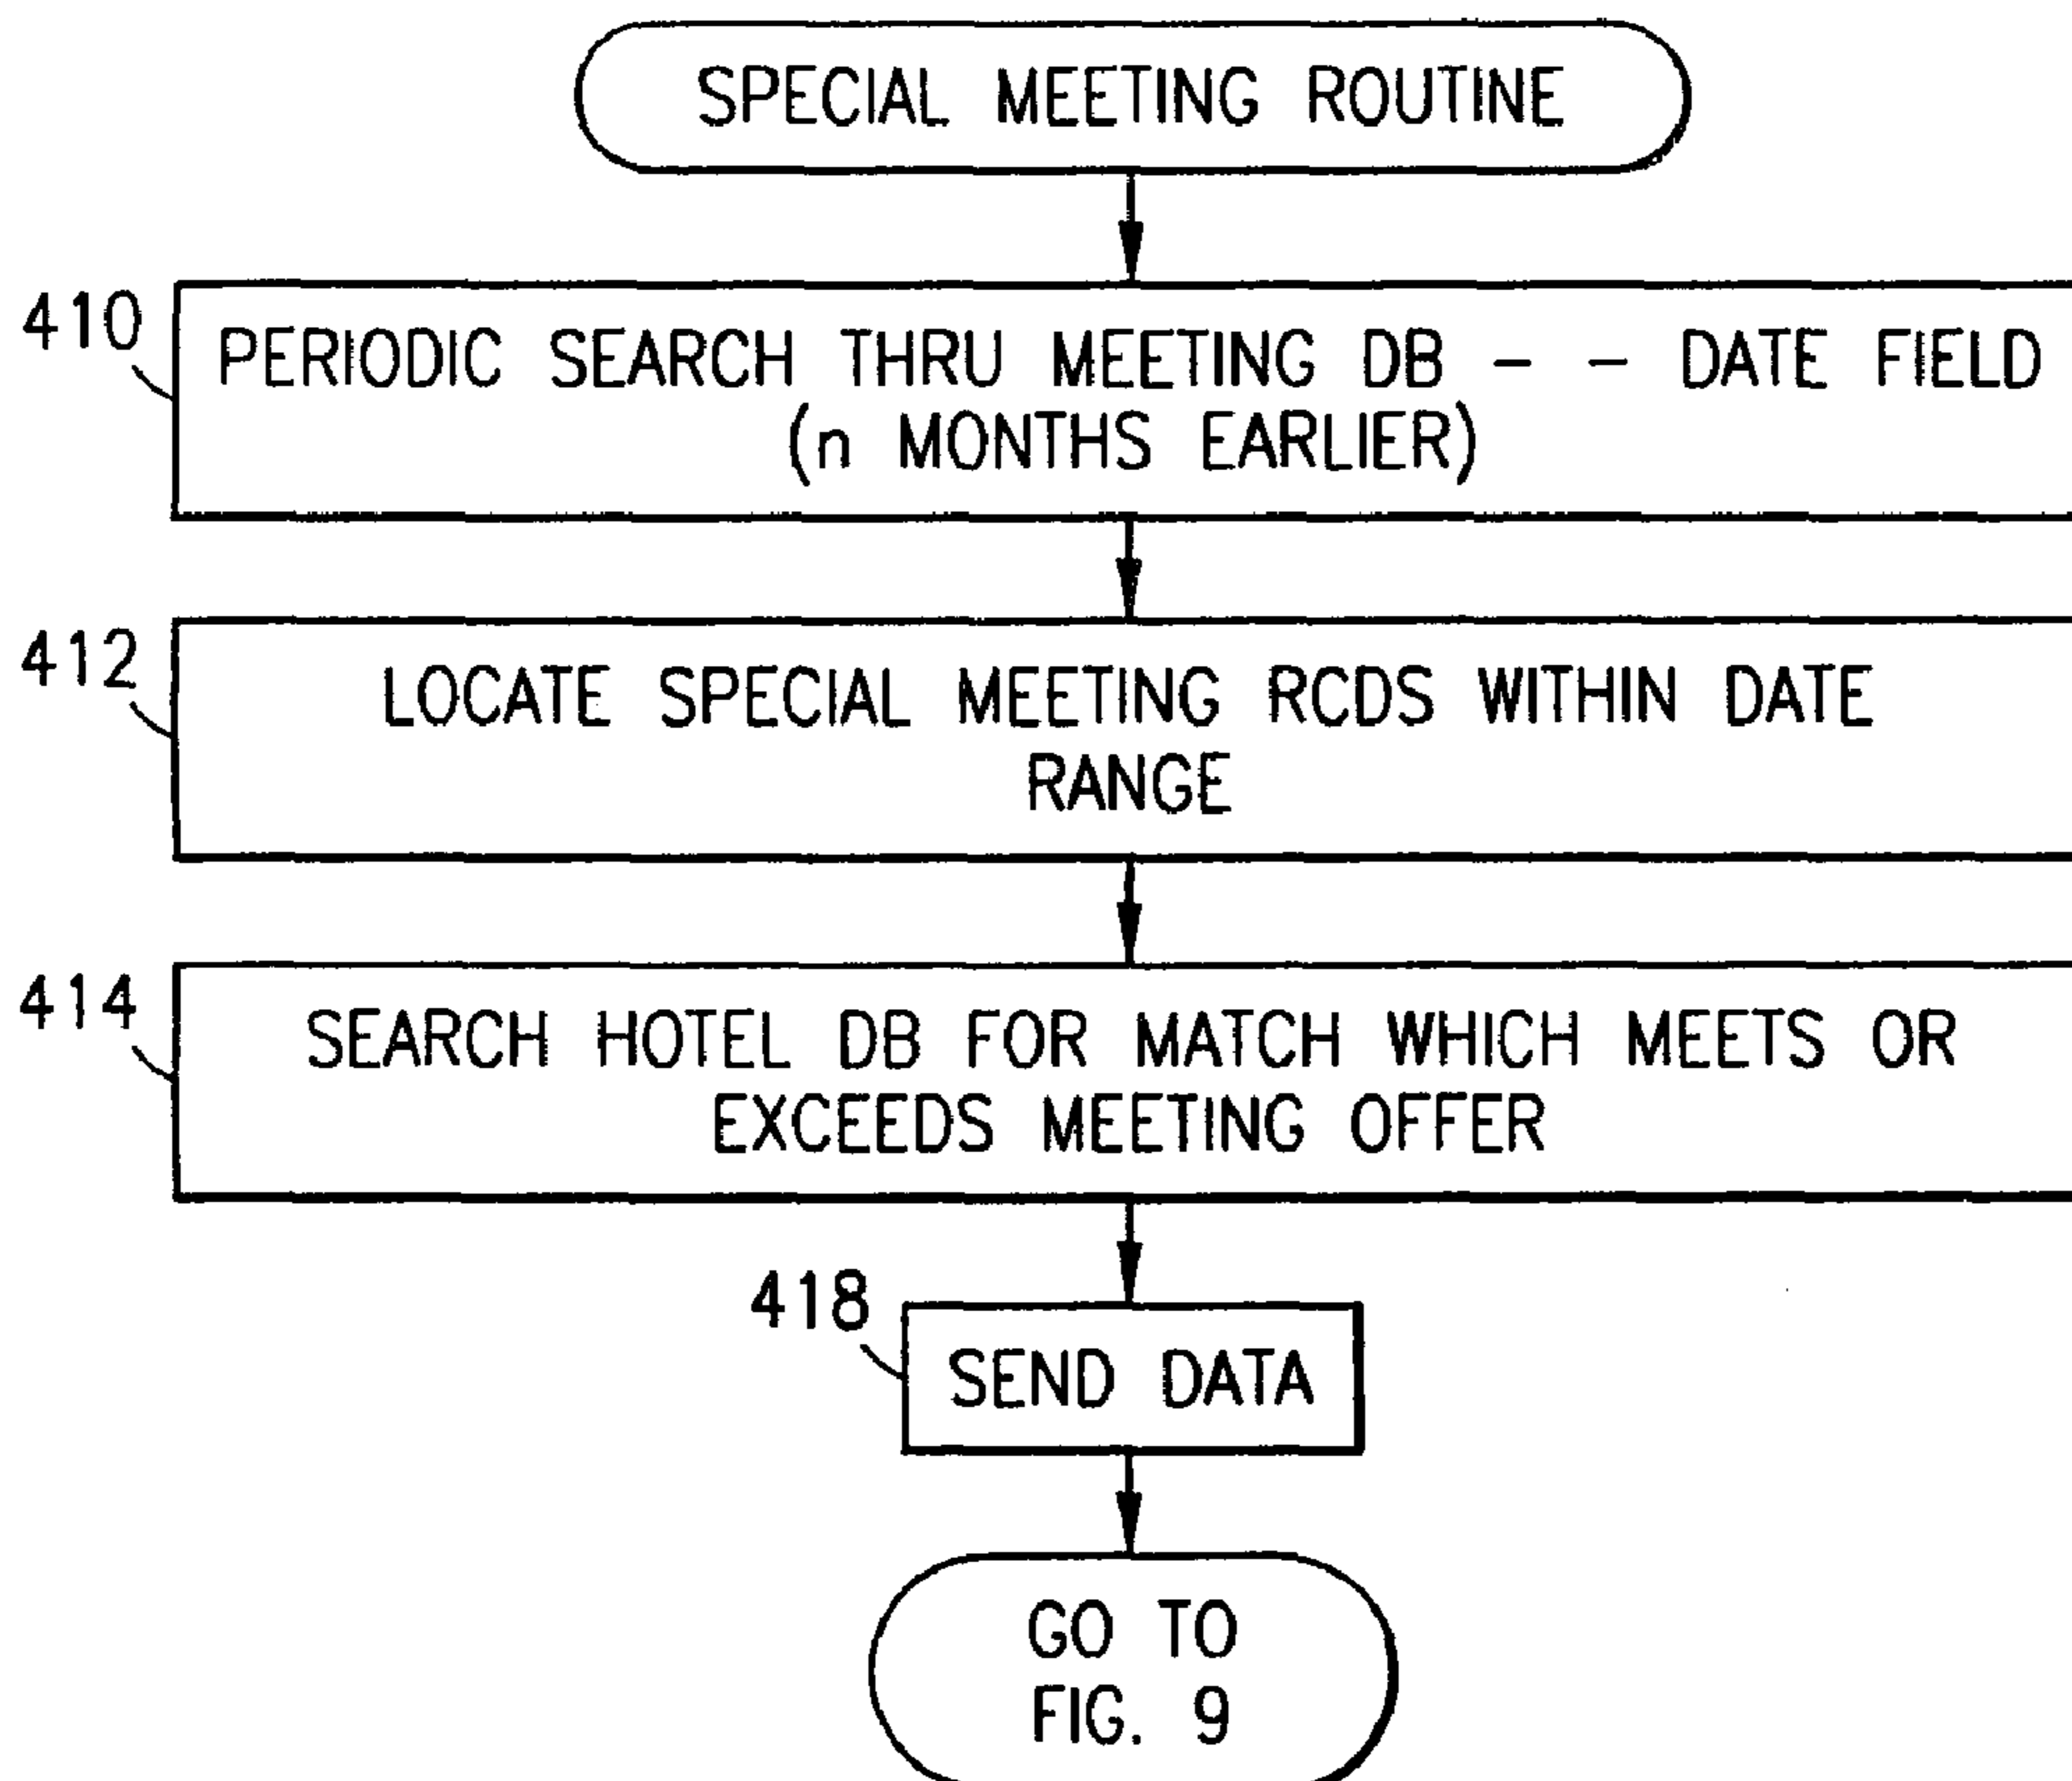 SPECIAL MEETING ROUTINE
410
PERIODIC SEARCH THRU MEETING DB - - DATE FIELD
(n MONTHS EARLIER)
412
LOCATE SPECIAL MEETING RCDS WITHIN DATE
RANGE
414
SEARCH HOTEL DB FOR MATCH WHICH MEETS OR
EXCEEDS MEETING OFFER
418
SEND DATA
GO TO
FIG. 9